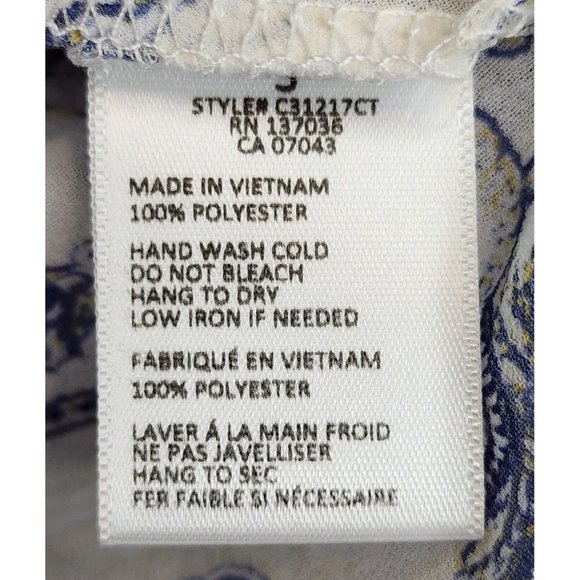 STYLE# C31217CT
RN 137036
CA 07043
MADE IN VIETNAM
100% POLYESTER
HAND WASH COLD
DO NOT BLEACH
HANG TO DRY
LOW IRON IF NEEDED
FABRIQUÉ EN VIETNAM
100% POLYESTER
LAVER Á LA MAIN FROID
NE PAS JAVELLISER
HANG TO SEC
FER FAIBLE SI NÉCESSAIRE